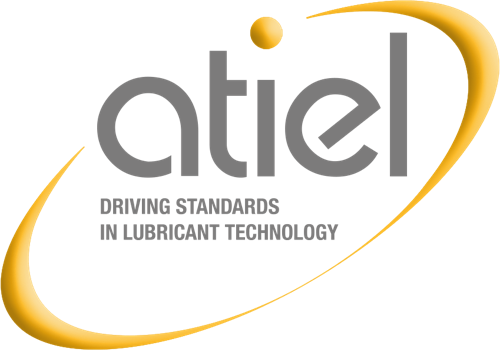 atiel
DRIVING STANDARDS
IN LUBRICANT TECHNOLOGY